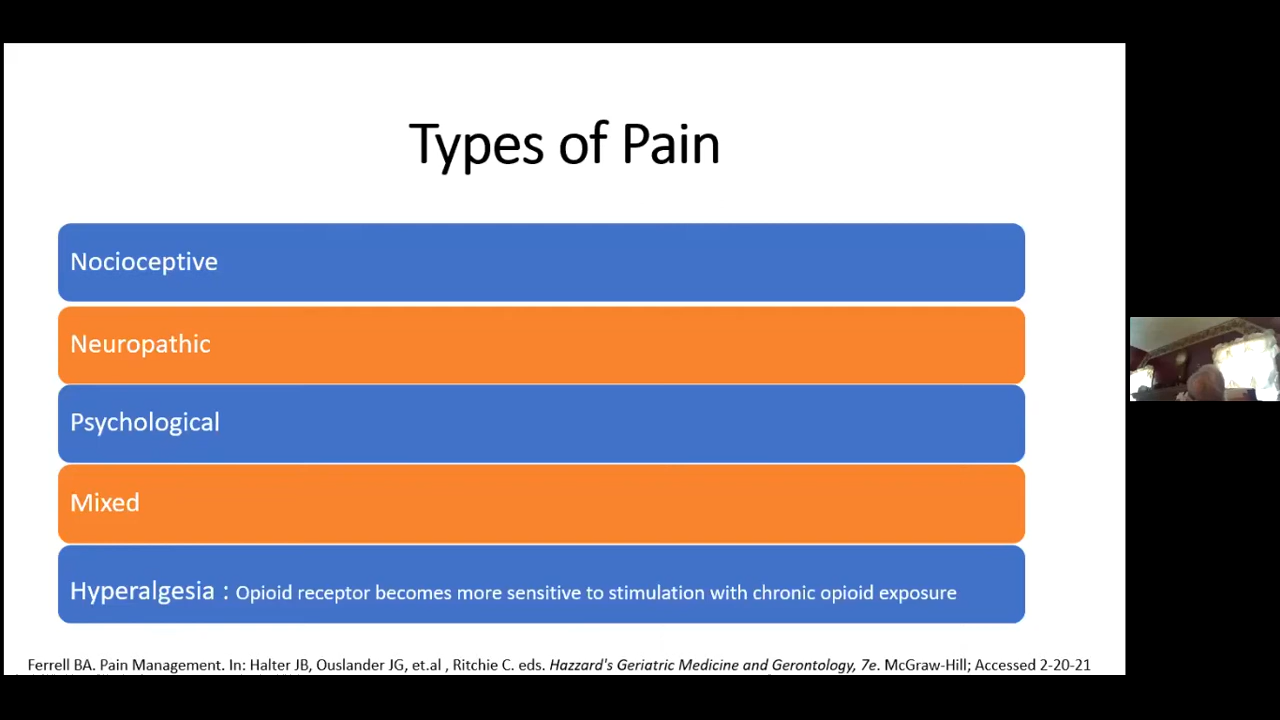 Types of Pain
Nocioceptive
Neuropathic
Psychological
Mixed
Hyperalgesia : Opioid receptor becomes more sensitive to stimulation with chronic opioid exposure
Ferrell BA. Pain Management. In: Halter JB, Ouslander JG, et.al , Ritchie C. eds. Hazzard's Geriatric Medicine and Gerontology, 7e. McGraw-Hill; Accessed 2-20-21